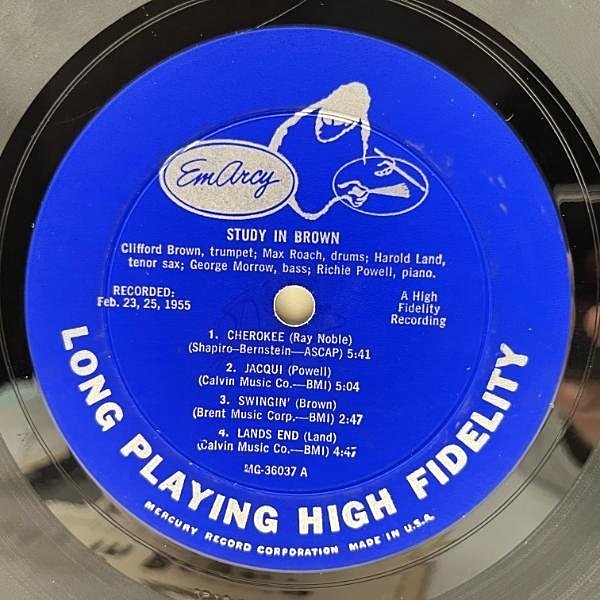 EmArcy
STUDY IN BROWN
Clifford Brown, trumpet; Max Roach, drums; Harold Land,
tenor sax; George Morrow, bass; Richie Powell, piano.
RECORDED:
Feb. 23, 25, 1955
A High
Fidelity
Recording
1. CHEROKEE (Ray Noble)
(Shapiro-Bernstein—ASCAP) 5:41
2. JACQUI (Powell)
(Calvin Music Co.—BMI) 5:04
3. SWINGIN' (Brown)
(Brent Music Corp.—BMI) 2:47
4. LANDS END (Land)
(Calvin Music Co.—BMI) 4:47
MG-36037 A
LONG PLAYING HIGH FIDELITY
MERCURY RECORD CORPORATION MADE IN U.S.A.